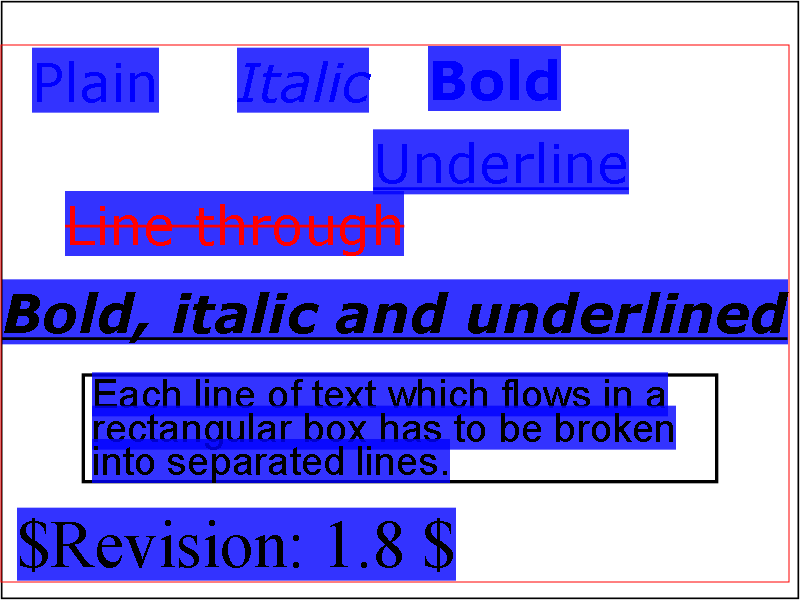 Plain Italic Bold
Underline
Line through
Bold, italic and underlined
Each line of text which flows in a
rectangular box has to be broken
into separated lines.
$Revision: 1.8 $